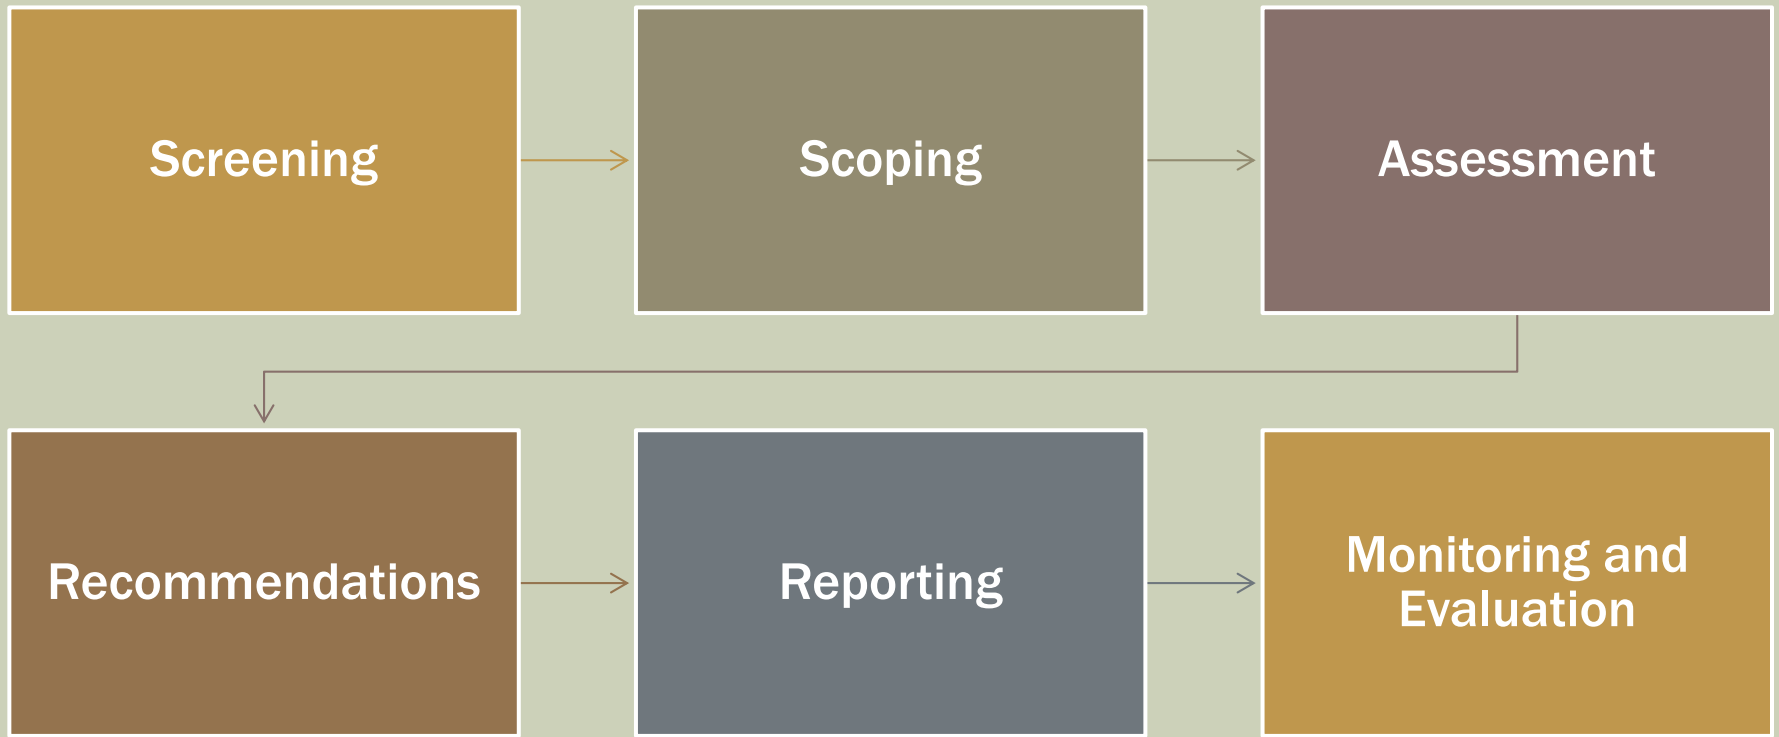 Screening
Scoping
Assessment
Recommendations
Reporting
Monitoring and
Evaluation